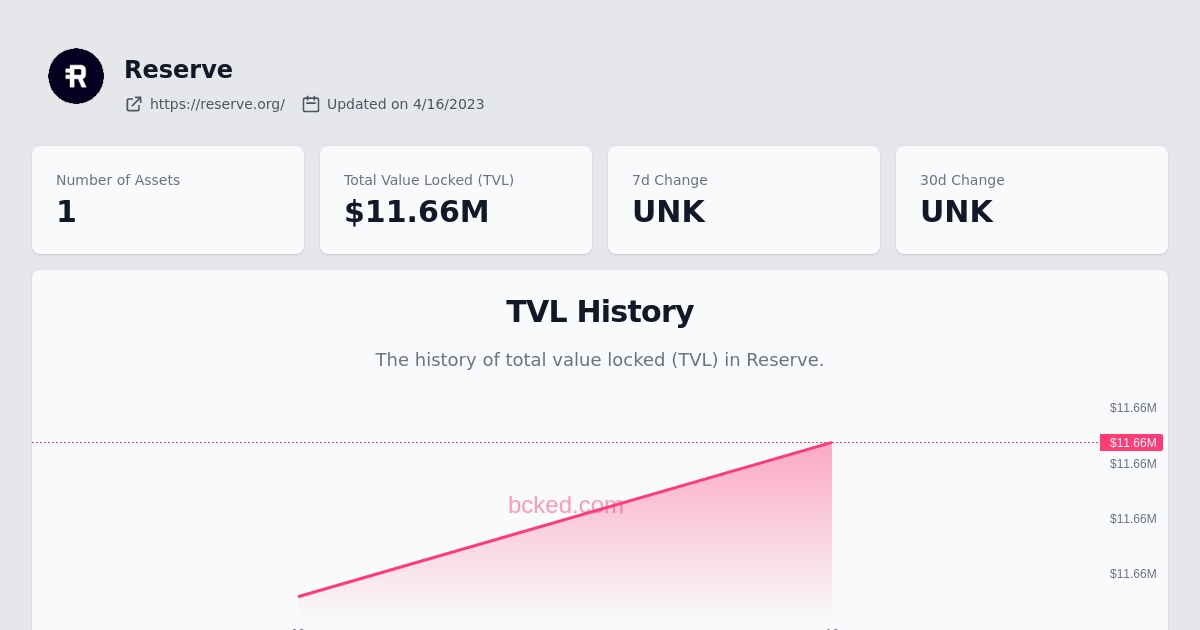 Reserve
https://reserve.org/ Updated on 4/16/2023
Number of Assets
1
Total Value Locked (TVL)
$11.66M
7d Change
UNK
30d Change
UNK
TVL History
The history of total value locked (TVL) in Reserve.
$11.66M
$11.66M
$11.66M
bcked.com
$11.66M
$11.66M